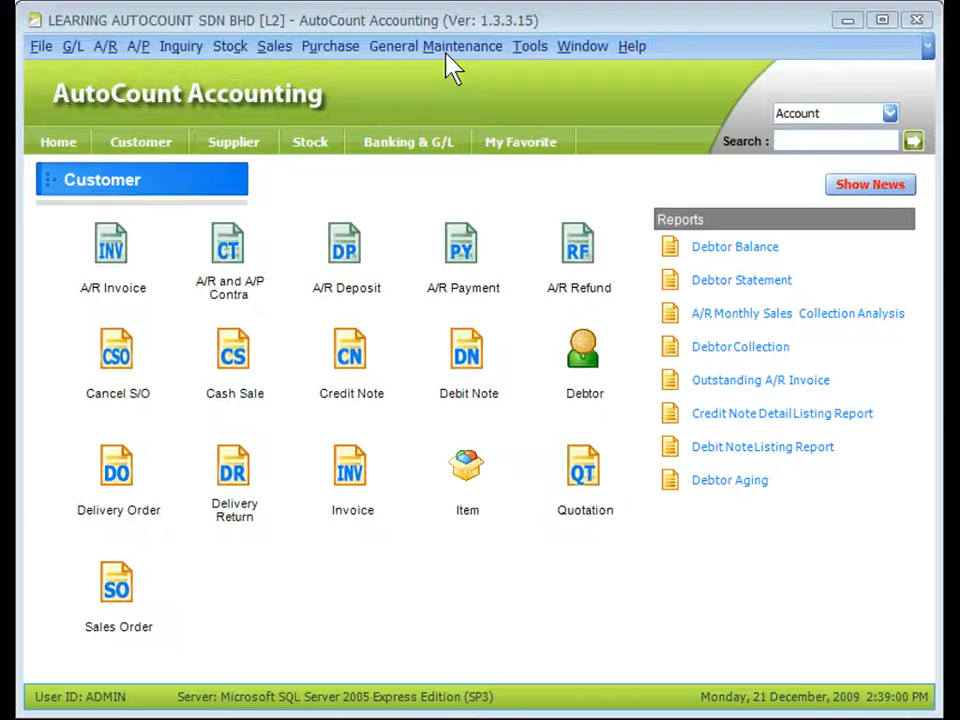 LEARNNG AUTOCOUNT SDN BHD [L2] - AutoCount Accounting (Ver: 1.3.3.15)
File G/L A/R A/P Inquiry Stock Sales Purchase General Maintenance Tools Window Help
AutoCount Accounting
Account
Home Customer Supplier Stock Banking & G/L My Favorite
Search :
Customer
Show News
Reports
INV CT DP PY RF
A/R Invoice
A/R and A/P
Contra
A/R Deposit
A/R Payment
A/R Refund
CSO CS CN DN
Cancel S/O
Cash Sale
Credit Note
Debit Note
Debtor
DO DR INV QT
Delivery Order
Delivery
Return
Invoice
Item
Quotation
SO
Sales Order
Debtor Balance
Debtor Statement
A/R Monthly Sales Collection Analysis
Debtor Collection
Outstanding A/R Invoice
Credit Note Detail Listing Report
Debit Note Listing Report
Debtor Aging
User ID: ADMIN
Server: Microsoft SQL Server 2005 Express Edition (SP3)
Monday, 21 December, 2009 2:39:00 PM